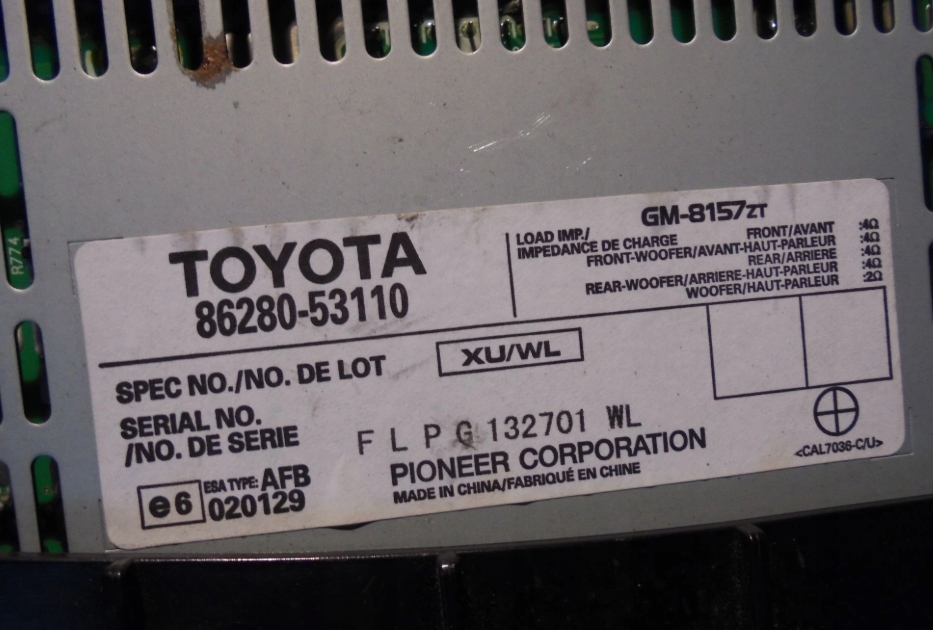 R774
TOYOTA
86280-53110
GM-8157ZT
LOAD IMP./
IMPEDANCE DE CHARGE
FRONT/AVANT :4Ω
FRONT-WOOFER/AVANT-HAUT-PARLEUR :4Ω
REAR/ARRIERE :4Ω
REAR-WOOFER/ARRIERE-HAUT-PARLEUR :4Ω
WOOFER/HAUT-PARLEUR :2Ω
SPEC NO./NO. DE LOT XU/WL
SERIAL NO.
/NO. DE SERIE FLPG132701 WL
PIONEER CORPORATION
MADE IN CHINA/FABRIQUÉ EN CHINE
e6 ESA TYPE: AFB
020129
<CAL7036-C/U>